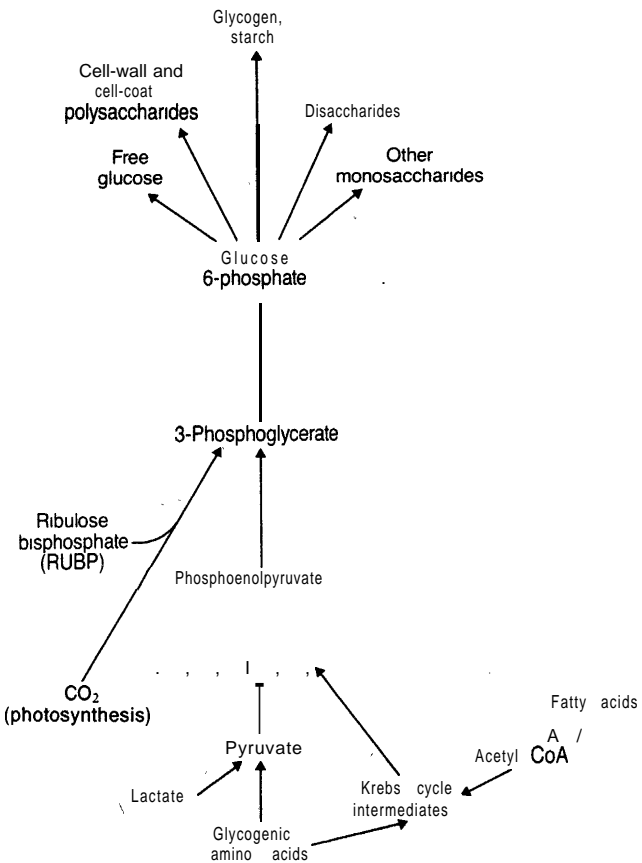 Glycogen,
starch
Cell-wall and
cell-coat
polysaccharides
Disaccharides
Free
glucose
Other
monosaccharides
Glucose
6-phosphate
3-Phosphoglycerate
Ribulose
bisphosphate
(RUBP)
Phosphoenolpyruvate
CO₂
(photosynthesis)
Fatty acids
Pyruvate
Acetyl CoA
Lactate
Krebs cycle
intermediates
Glycogenic
amino acids